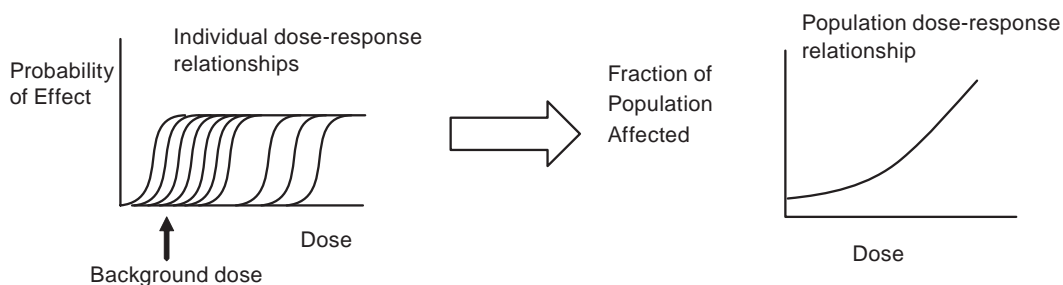 Individual dose-response
relationships
Probability
of Effect
Dose
Background dose
Fraction of
Population
Affected
Population dose-response
relationship
Dose